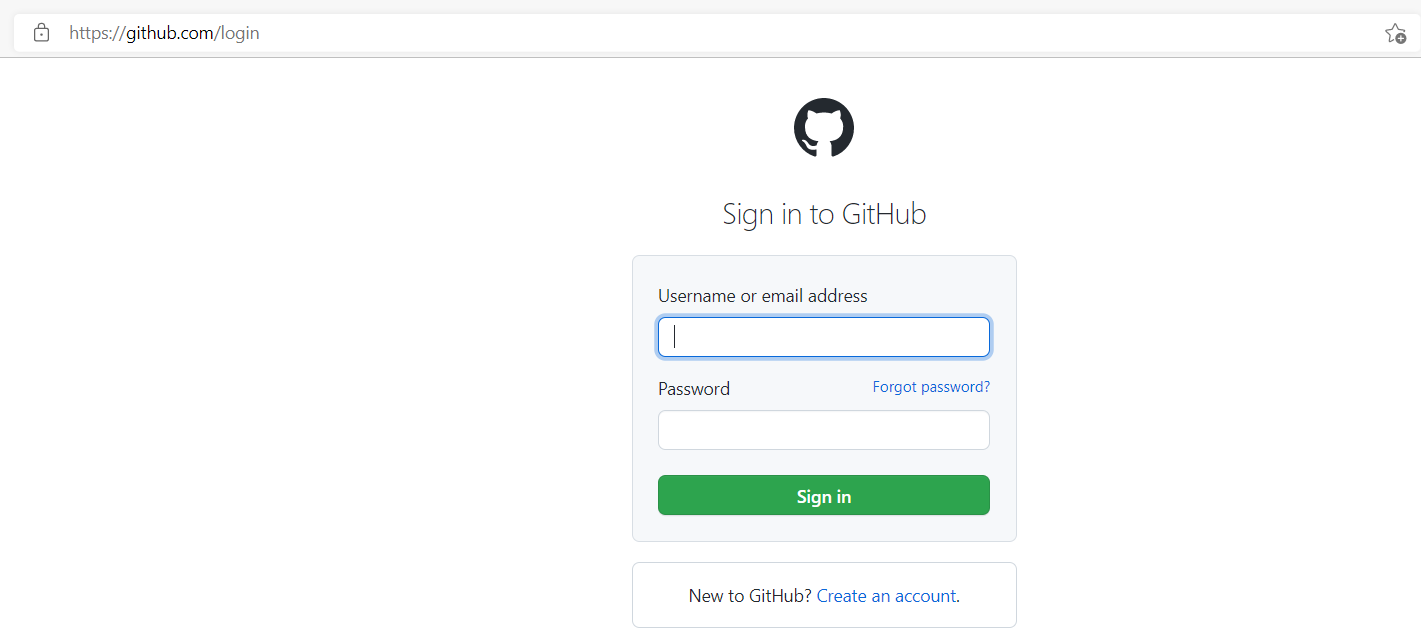 https://github.com/login
Sign in to GitHub
Username or email address
Password Forgot password?
Sign in
New to GitHub? Create an account.